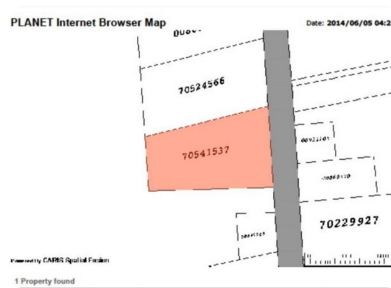 PLANET Internet Browser Map
Date: 2014/06/05 04:2
70524566
70541537
70229927
Powered by CARIS Spatial Fusion
1 Property found